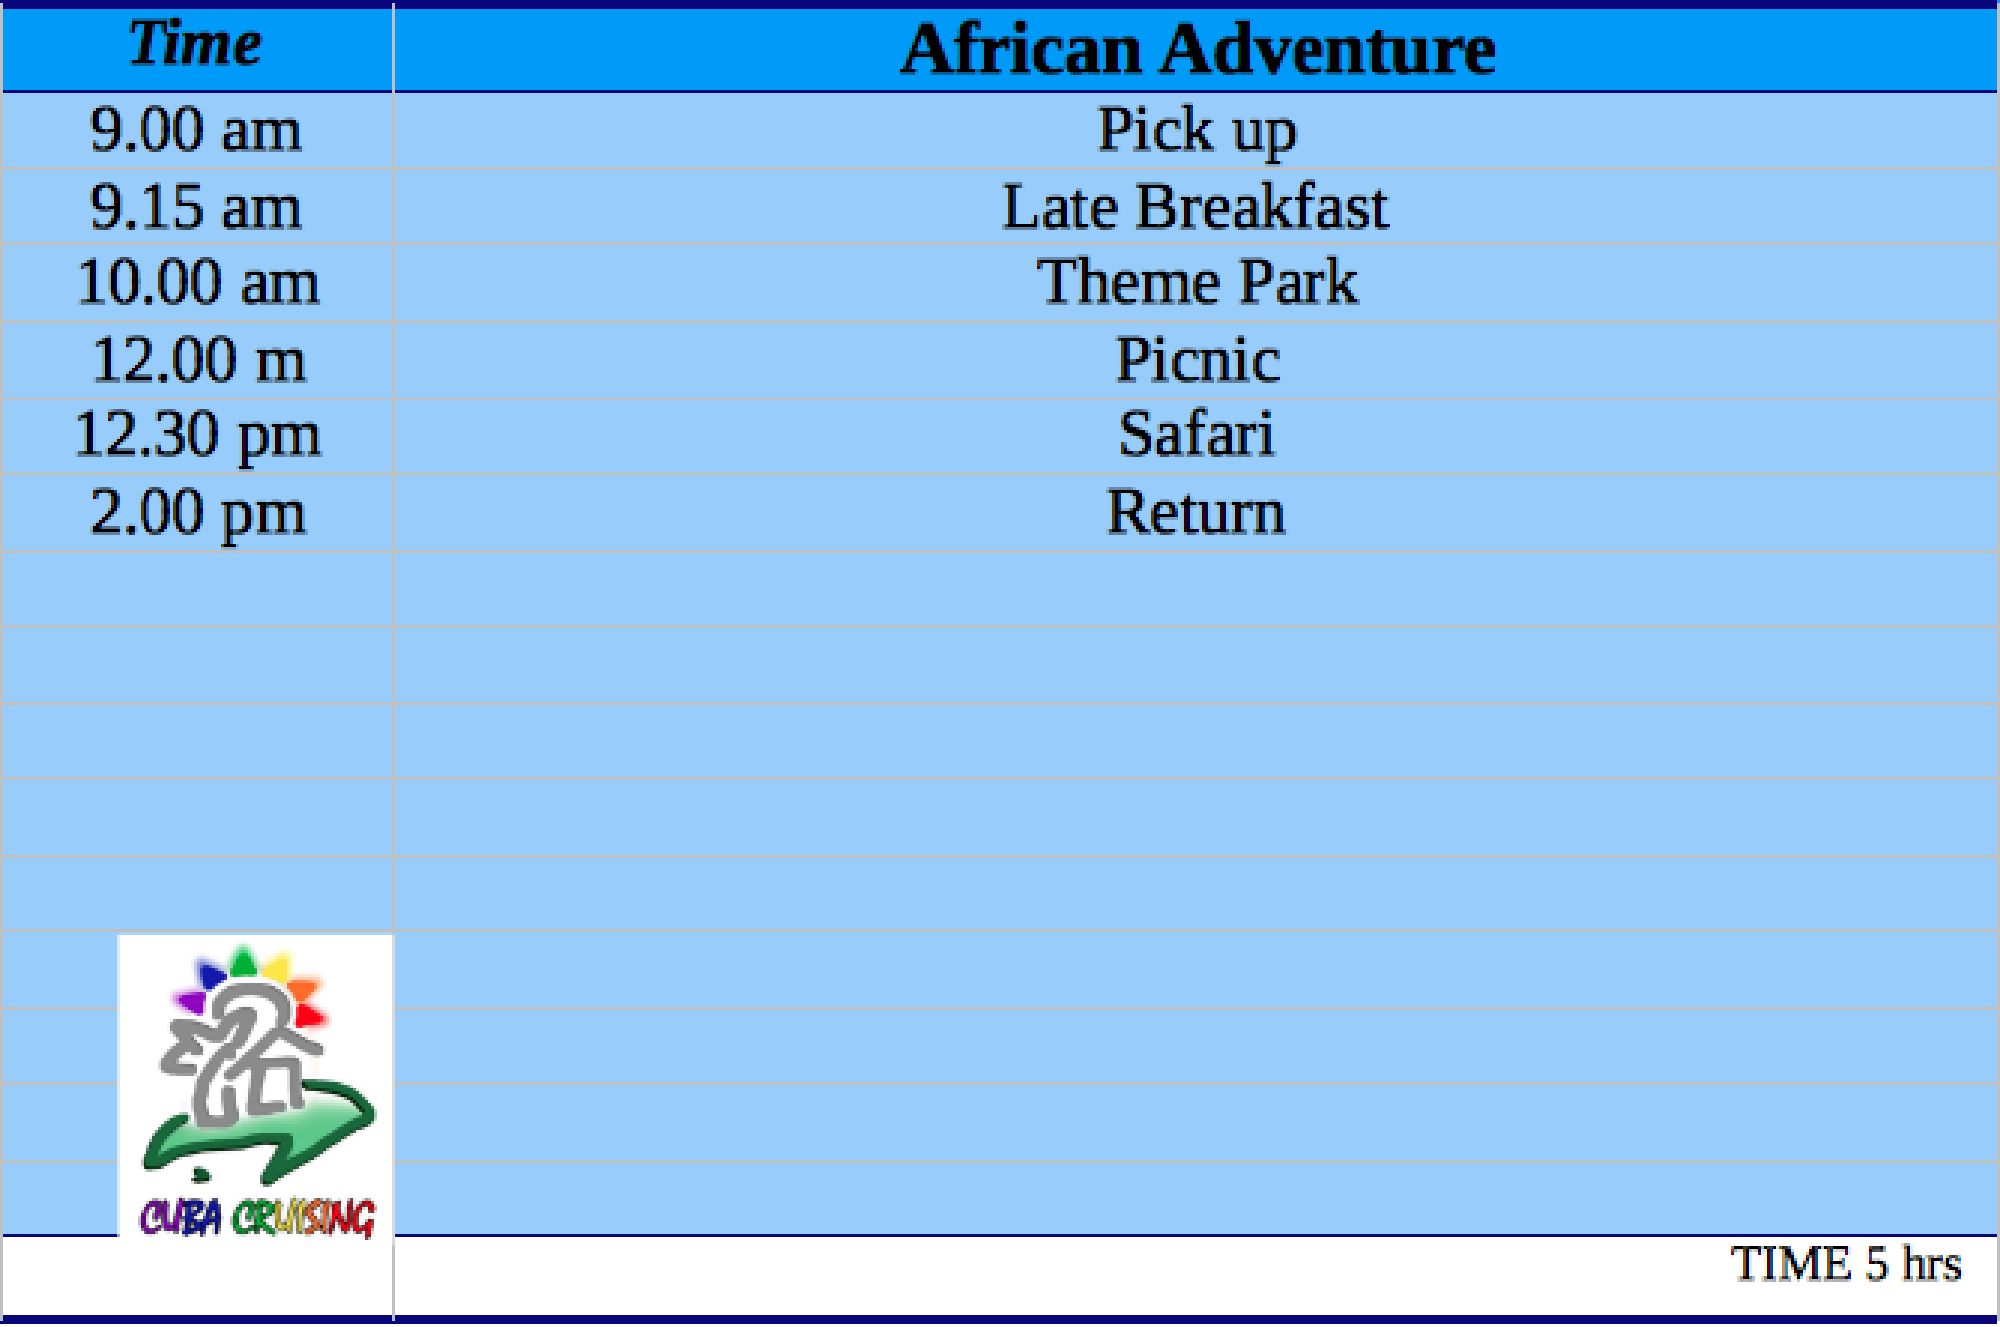 Time African Adventure
9.00 am Pick up
9.15 am Late Breakfast
10.00 am Theme Park
12.00 m Picnic
12.30 pm Safari
2.00 pm Return
CUBA CRUISING
TIME 5 hrs